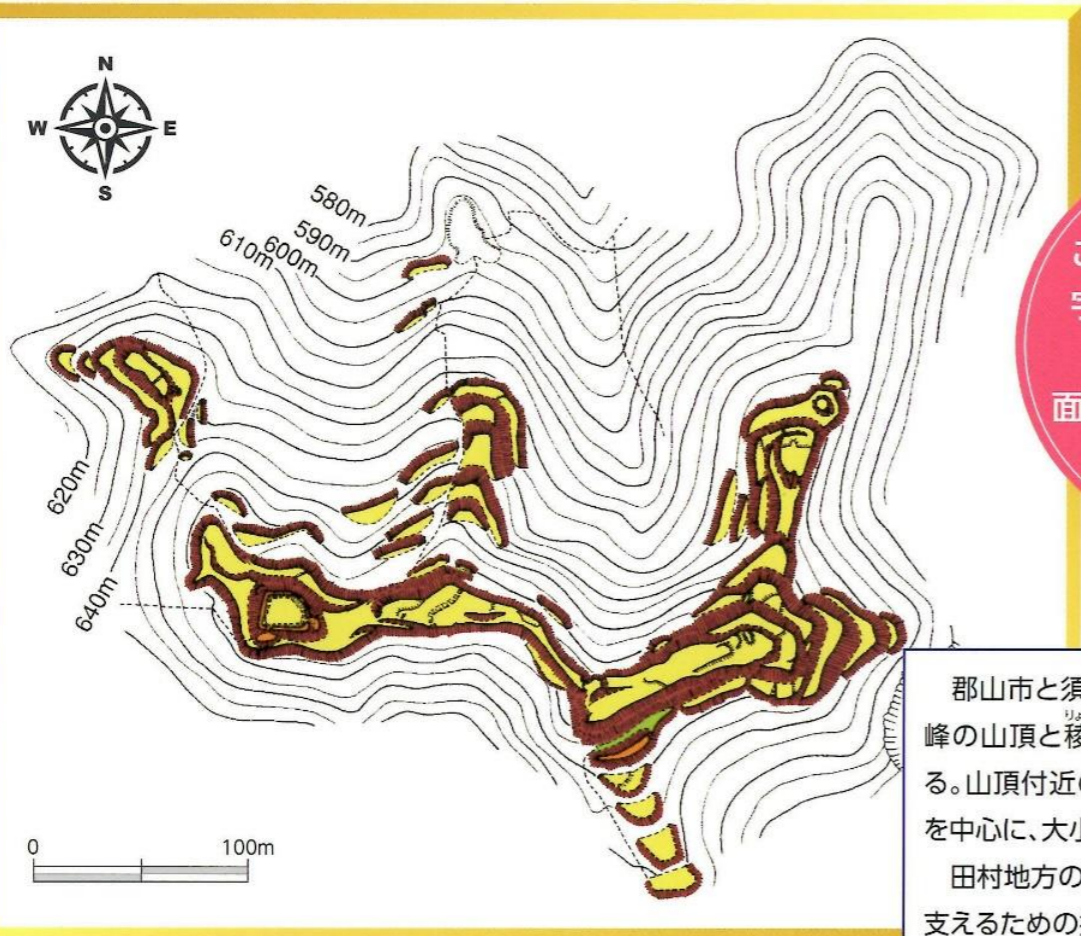 N
W E
S
580m
590m
600m
610m
620m
630m
640m
0 100m
面
郡山市と須
峰の山頂と稜
りょ
る。山頂付近
を中心に、大小
田村地方の
支えるための